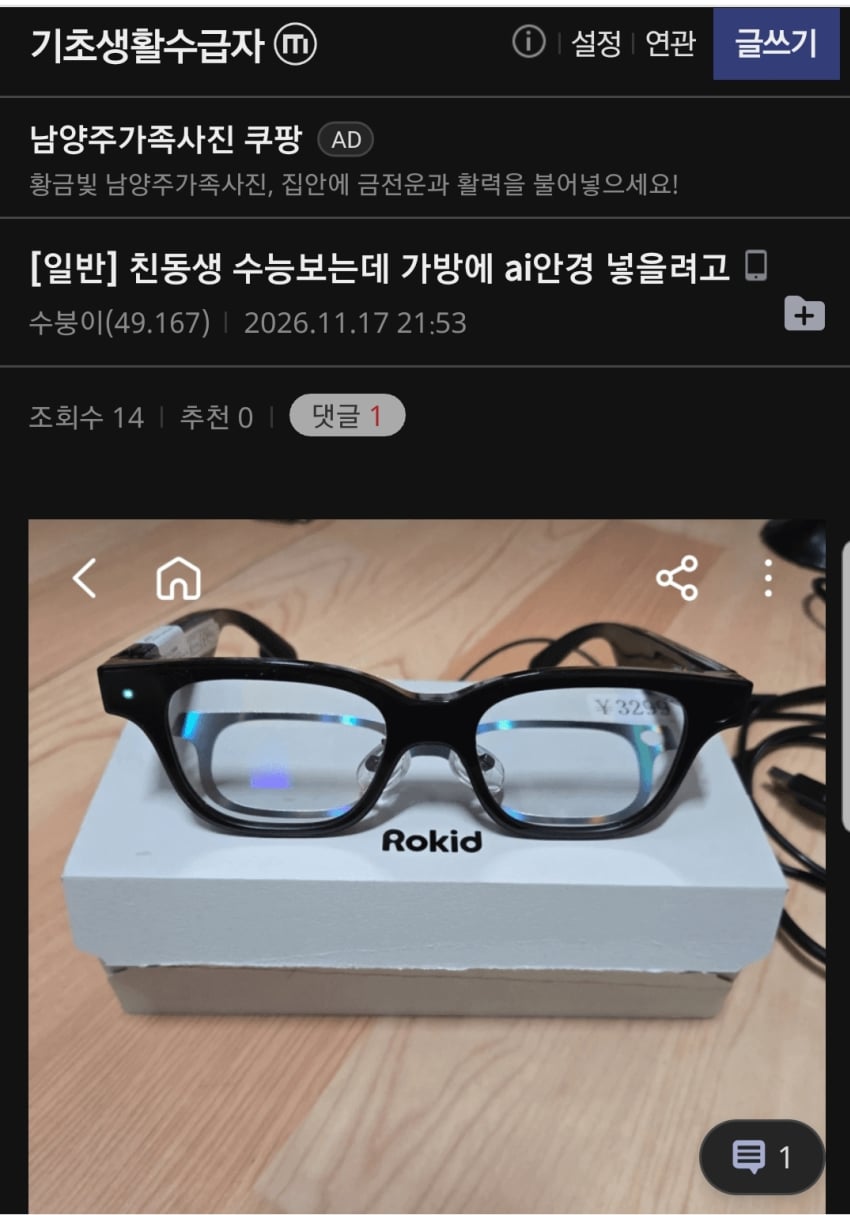 기초생활수급자 ⓜ
설정 | 연관 글쓰기
남양주가족사진 쿠팡 AD
황금빛 남양주가족사진, 집안에 금전운과 활력을 불어넣으세요!
[일반] 친동생 수능보는데 가방에 ai안경 넣을려고
수붕이(49.167) | 2026.11.17 21:53
조회수 14 | 추천 0 | 댓글 1
¥3299
Rokid
1